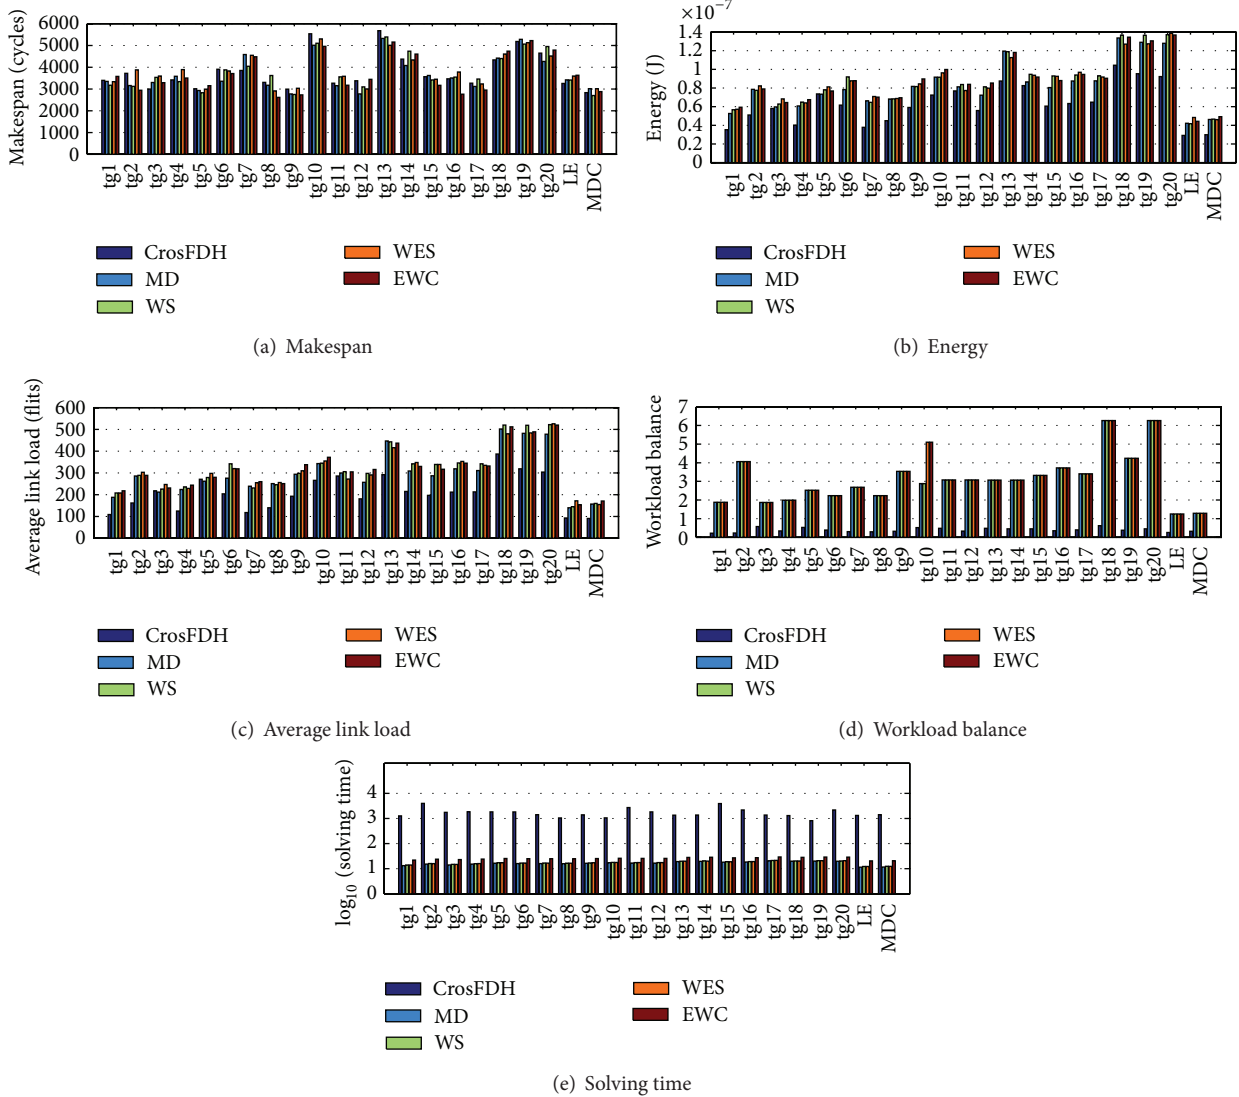 Makespan (cycles)
6000
5000
4000
3000
2000
1000
0
tg1 tg2 tg3 tg4 tg5 tg6 tg7 tg8 tg9 tg10 tg11 tg12 tg13 tg14 tg15 tg16 tg17 tg18 tg19 tg20 LE MDC
CrosFDH
MD
WS
WES
EWC
(a) Makespan
×10⁻⁷
Energy (J)
1.4
1.2
1
0.8
0.6
0.4
0.2
0
tg1 tg2 tg3 tg4 tg5 tg6 tg7 tg8 tg9 tg10 tg11 tg12 tg13 tg14 tg15 tg16 tg17 tg18 tg19 tg20 LE MDC
CrosFDH
MD
WS
WES
EWC
(b) Energy
Average link load (flits)
600
500
400
300
200
100
0
tg1 tg2 tg3 tg4 tg5 tg6 tg7 tg8 tg9 tg10 tg11 tg12 tg13 tg14 tg15 tg16 tg17 tg18 tg19 tg20 LE MDC
CrosFDH
MD
WS
WES
EWC
(c) Average link load
Workload balance
7
6
5
4
3
2
1
0
tg1 tg2 tg3 tg4 tg5 tg6 tg7 tg8 tg9 tg10 tg11 tg12 tg13 tg14 tg15 tg16 tg17 tg18 tg19 tg20 LE MDC
CrosFDH
MD
WS
WES
EWC
(d) Workload balance
log₁₀ (solving time)
4
3
2
1
0
tg1 tg2 tg3 tg4 tg5 tg6 tg7 tg8 tg9 tg10 tg11 tg12 tg13 tg14 tg15 tg16 tg17 tg18 tg19 tg20 LE MDC
CrosFDH
MD
WS
WES
EWC
(e) Solving time